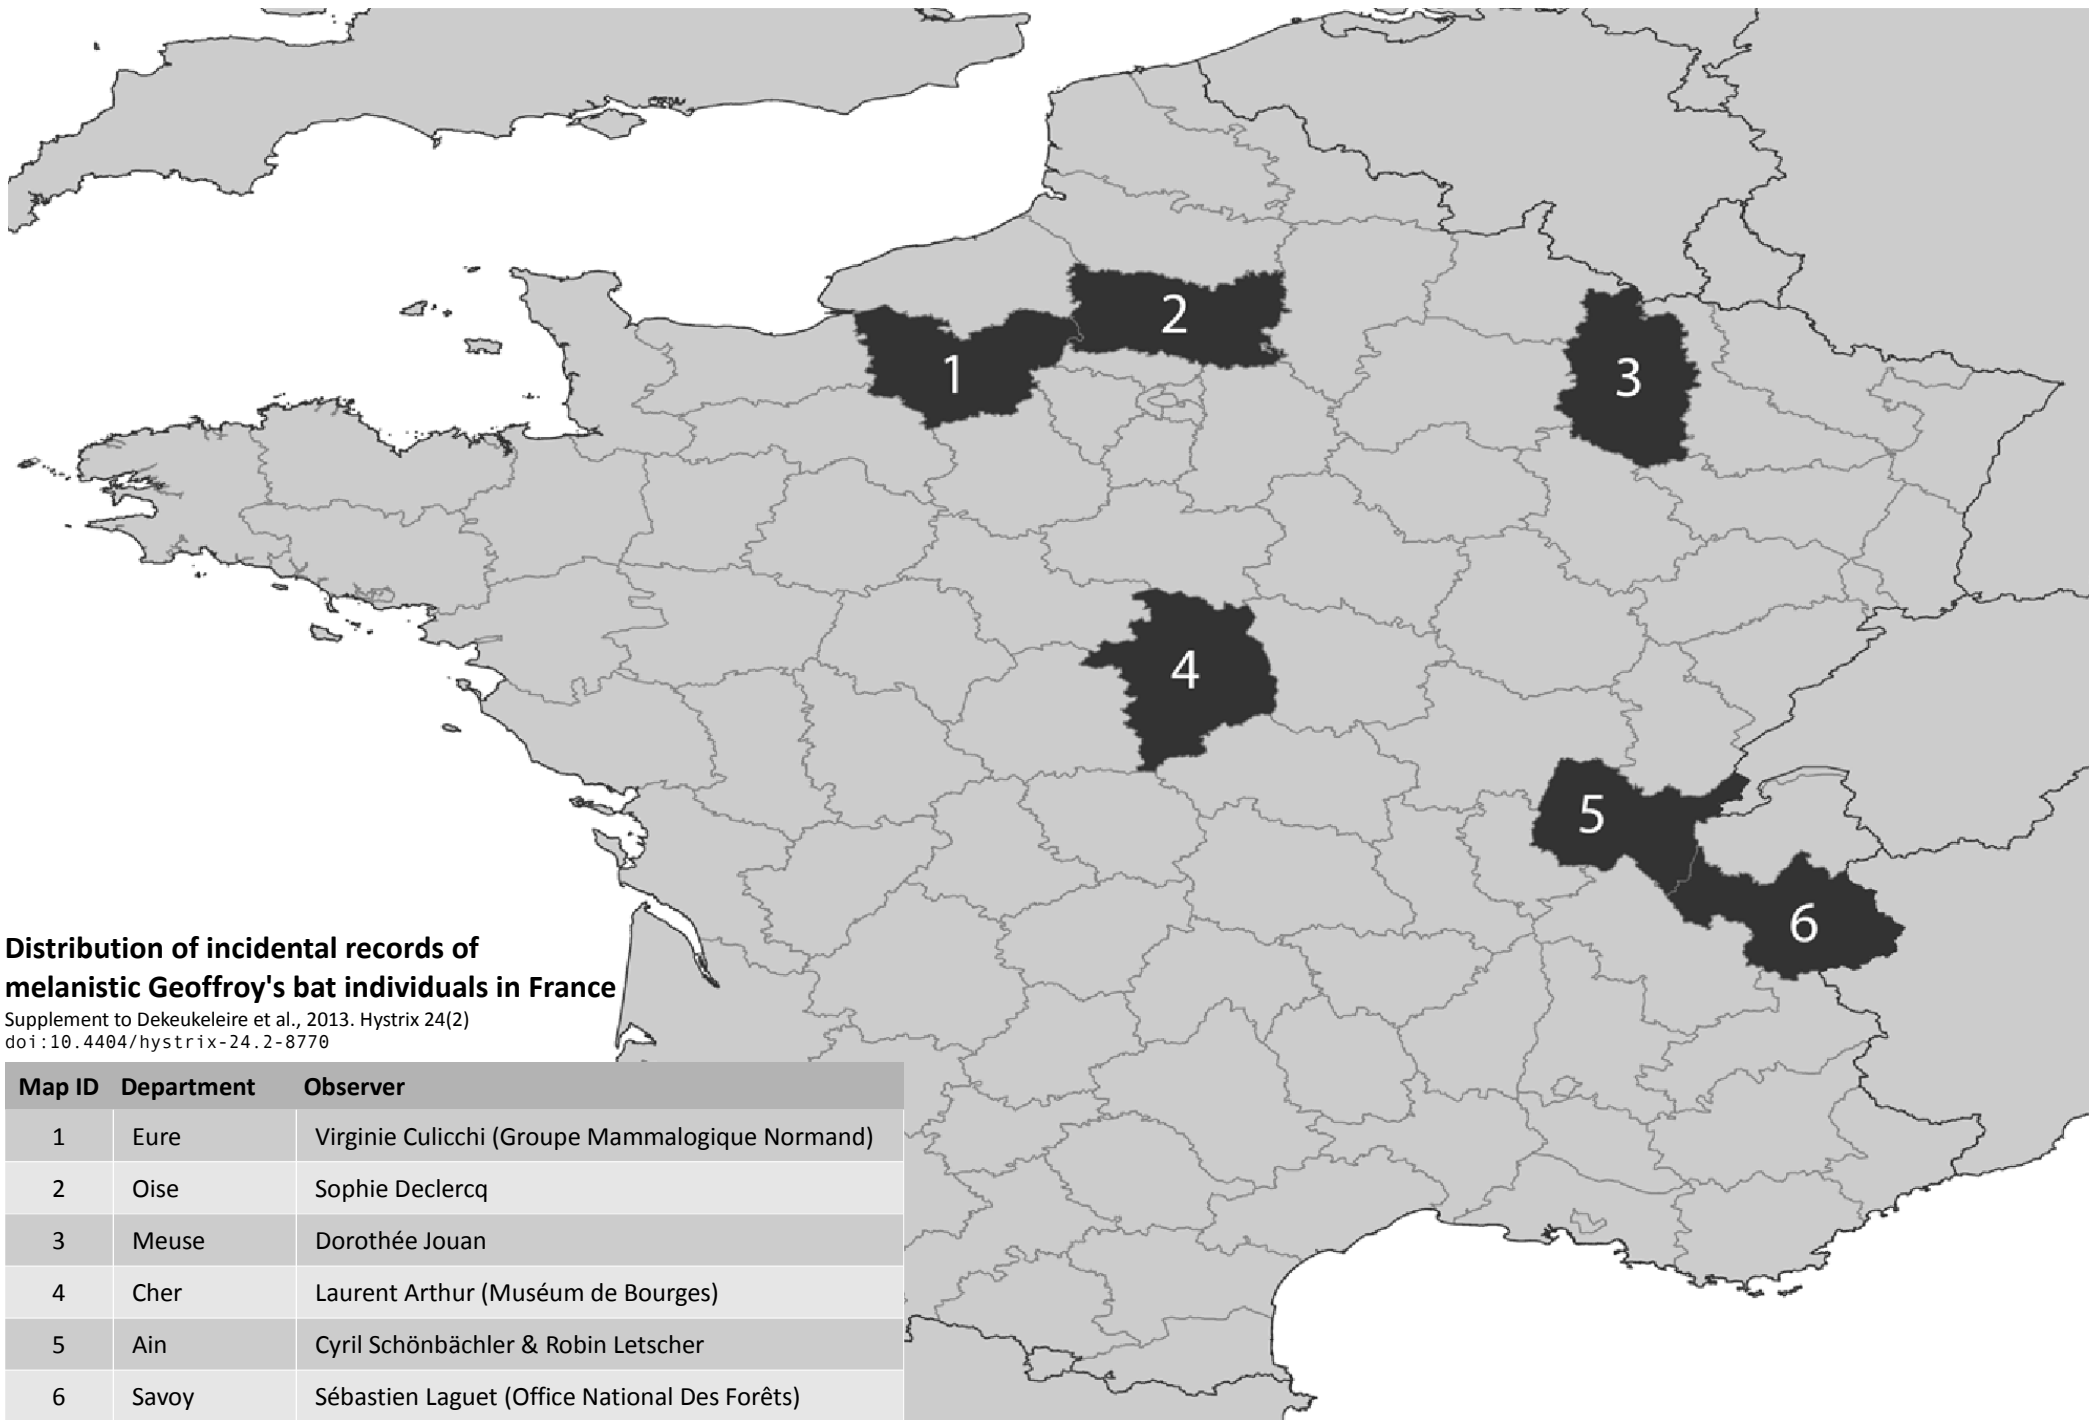 1
2
3
4
5
6
Distribution of incidental records of
melanistic Geoffroy's bat individuals in France
Supplement to Dekeukeleire et al., 2013. Hystrix 24(2)
doi:10.4404/hystrix-24.2-8770
Map ID Department Observer
1 Eure Virginie Culicchi (Groupe Mammalogique Normand)
2 Oise Sophie Declercq
3 Meuse Dorothée Jouan
4 Cher Laurent Arthur (Muséum de Bourges)
5 Ain Cyril Schönbächler & Robin Letscher
6 Savoy Sébastien Laguet (Office National Des Forêts)